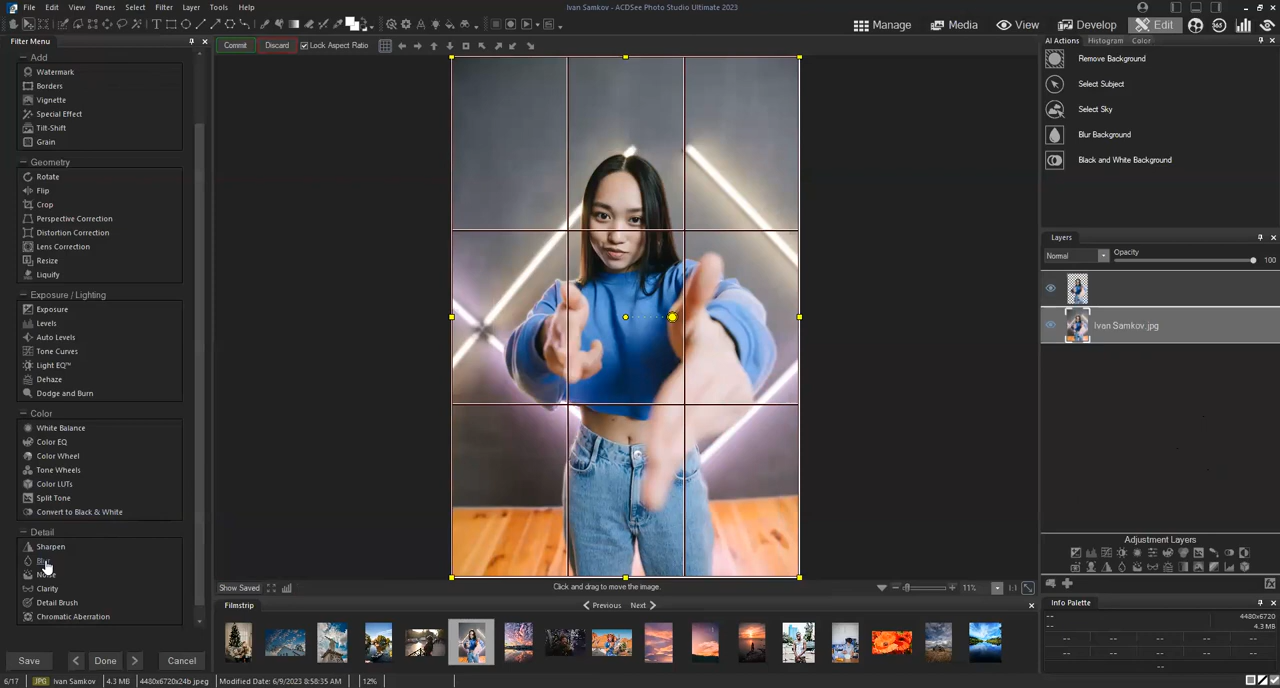 Ivan Samkov - ACDSee Photo Studio Ultimate 2023
File Edit View Panes Select Filter Layer Tools Help
Manage Media View Develop Edit 365
Filter Menu
Commit Discard Lock Aspect Ratio
AI Actions Histogram Color
Add
Watermark
Borders
Vignette
Special Effect
Tilt-Shift
Grain
Geometry
Rotate
Flip
Crop
Perspective Correction
Distortion Correction
Lens Correction
Resize
Liquify
Exposure / Lighting
Exposure
Levels
Auto Levels
Tone Curves
Light EQ™
Dehaze
Dodge and Burn
Color
White Balance
Color EQ
Color Wheel
Tone Wheels
Color LUTs
Split Tone
Convert to Black & White
Detail
Sharpen
Clarity
Detail Brush
Chromatic Aberration
Save Done Cancel
Remove Background
Select Subject
Select Sky
Blur Background
Black and White Background
Layers
Normal Opacity 100
Ivan Samkov.jpg
Adjustment Layers
Show Saved Click and drag to move the image. 11% 1:1
Filmstrip Previous Next
Info Palette
-- 4480x6720
-- 4.3 MB
-- -- -- --
-- -- -- --
--
6/17 JPG Ivan Samkov 4.3 MB 4480x6720x24b jpeg Modified Date: 6/9/2023 8:58:35 AM 12%